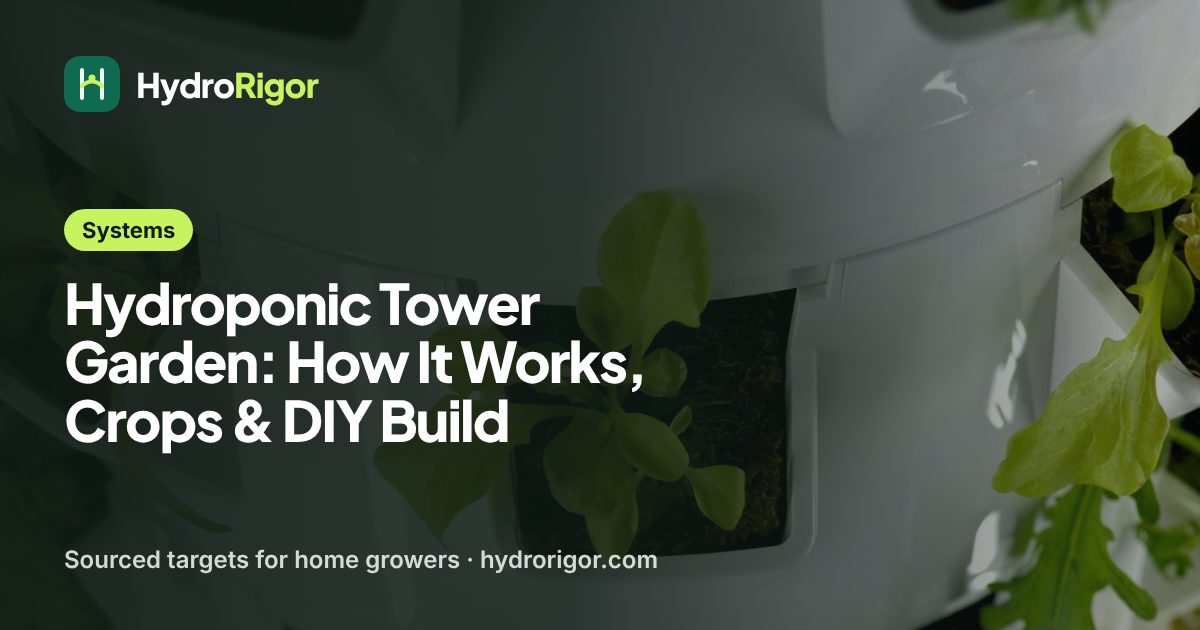 HydroRigor
Systems
Hydroponic Tower
Garden: How It Works,
Crops & DIY Build
Sourced targets for home growers · hydrorigor.com